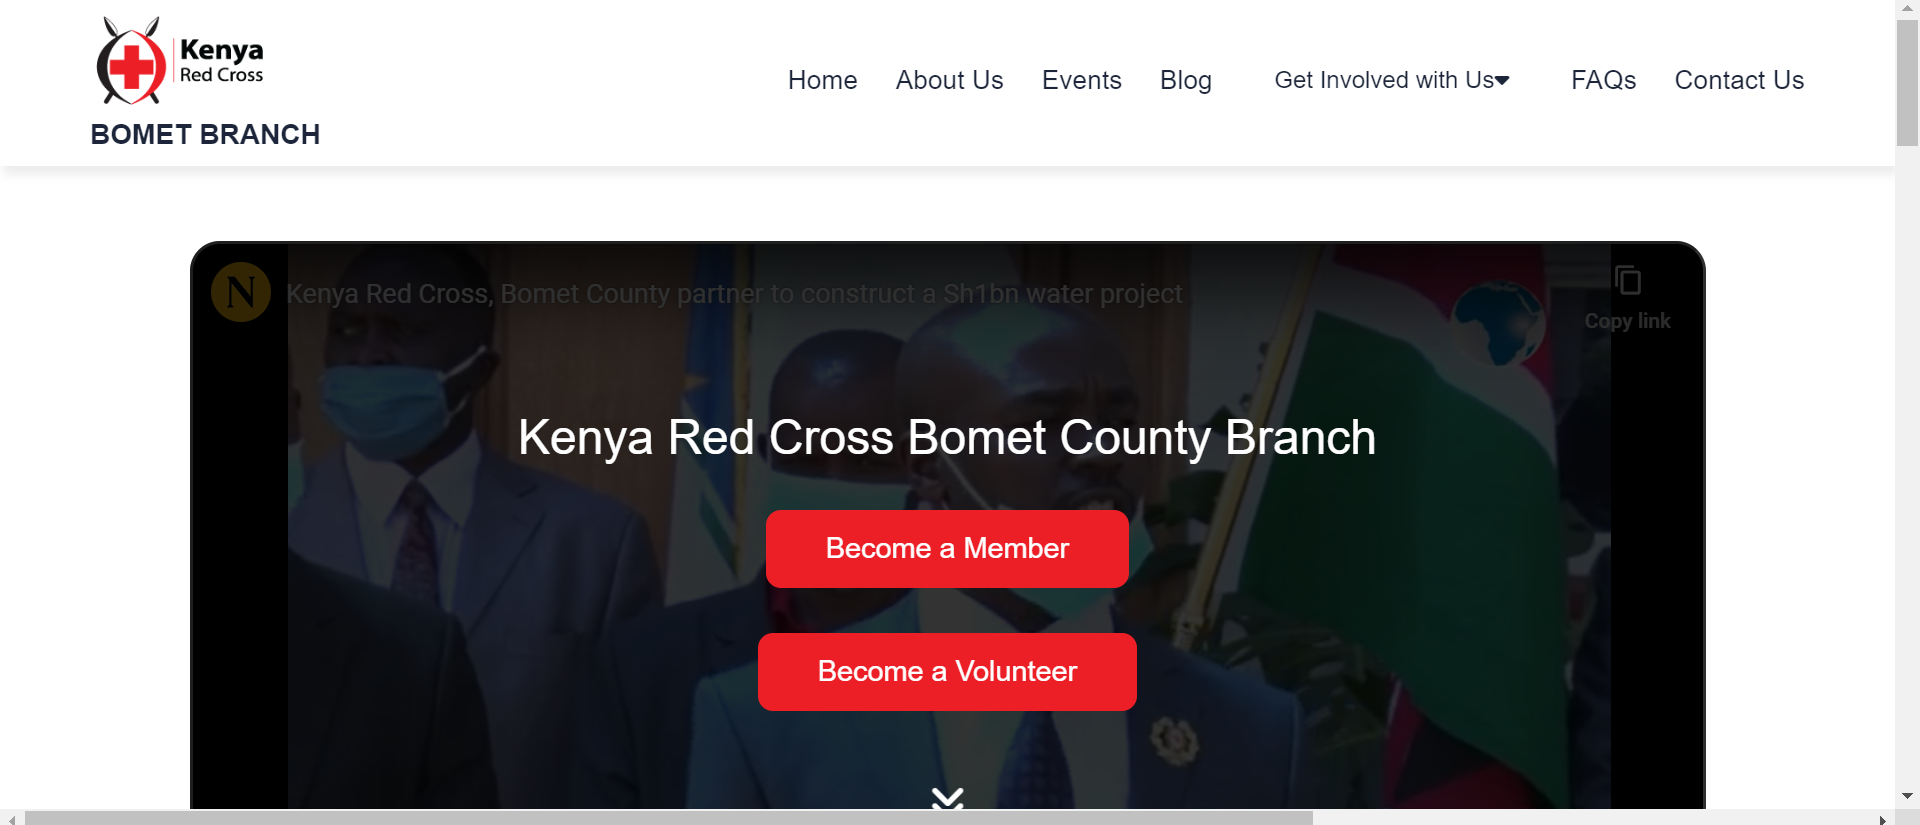 Kenya
Red Cross
BOMET BRANCH
Home About Us Events Blog Get Involved with Us FAQs Contact Us
N Kenya Red Cross, Bomet County partner to construct a Sh1bn water project
Copy link
Kenya Red Cross Bomet County Branch
Become a Member
Become a Volunteer